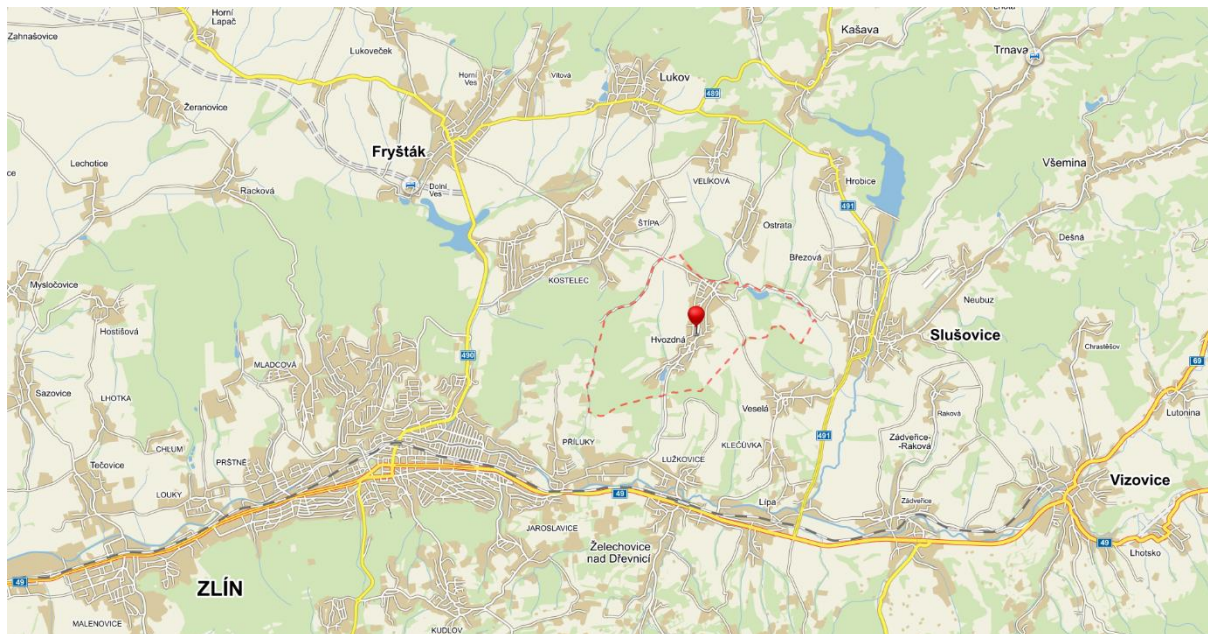 Horní
Lapač
Zahnašovice
Lukoveček
Horní
Ves
Vítová
Lukov
Kašava
Trnava
489
Žeranovice
Fryšták
Lechotice
Racková
Dolní
Ves
VELÍKOVÁ
Hrobice
Všemina
491
ŠTÍPA
Ostrata
Dešná
Březová
KOSTELEC
Mysločovice
Neubuz
Hostišová
Hvozdná
Slušovice
Chrastěšov
490
69
MLADCOVÁ
Sazovice
LHOTKA
Veselá
Raková
Lutonina
CHLUM
PŘÍLUKY
KLEČŮVKA
491
Zádveřice-
-Raková
Tečovice
PRŠTNÉ
LUŽKOVICE
Vizovice
LOUKY
49
Lípa
Zádveřice
JAROSLAVICE
49
Želechovice
nad Dřevnicí
Lhotsko
49
ZLÍN
MALENOVICE
KUDLOV